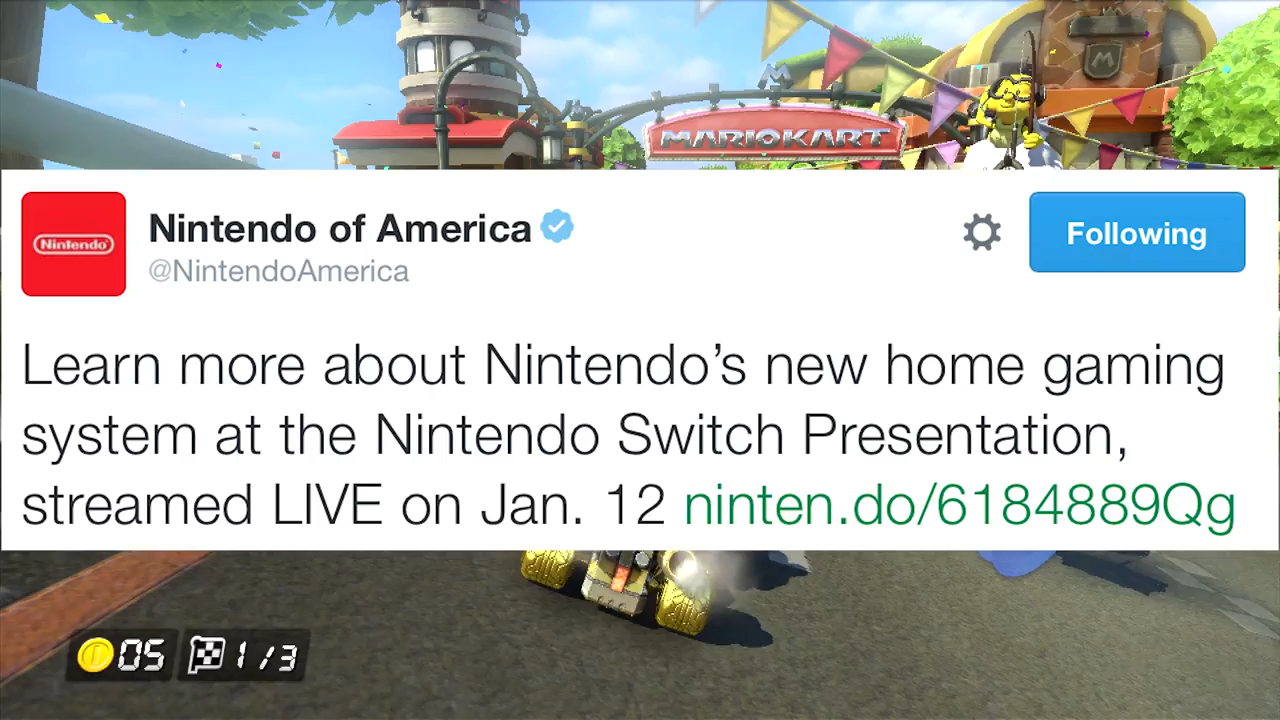 MARIOKART
M
Nintendo
Nintendo of America
@NintendoAmerica
Following
Learn more about Nintendo’s new home gaming
system at the Nintendo Switch Presentation,
streamed LIVE on Jan. 12 ninten.do/6184889Qg
05 1/3